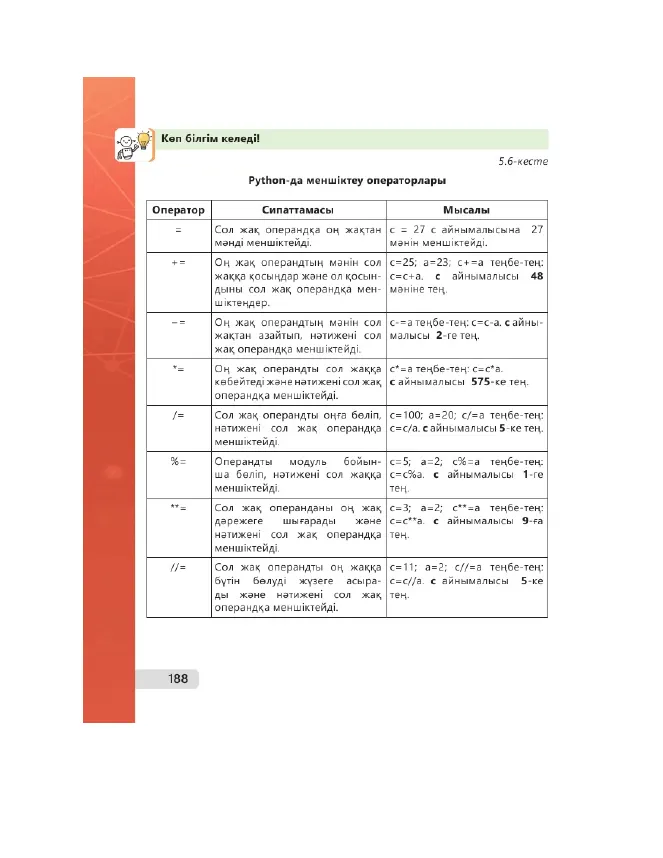 Көп білгім келеді!
5.6-кесте
Python-да меншіктеу операторлары
Оператор Сипаттамасы Мысалы
= Сол жақ операндқа оң жақтан
мәнді меншіктейді.
c = 27 c айнымалысына 27
мәнін меншіктейді.
+= Оң жақ операндтың мәнін сол
жаққа қосыңдар және ол қосын-
дыны сол жақ операндқа мен-
шіктеңдер.
c=25; a=23; c+=a теңбе-тең:
c=c+a. c айнымалысы 48
мәніне тең.
–= Оң жақ операндтың мәнін сол
жақтан азайтып, нәтижені сол
жақ операндқа меншіктейді.
c-=a теңбе-тең: c=c-a. c айны-
малысы 2-ге тең.
*= Оң жақ операндты сол жаққа
көбейтеді және нәтижені сол жақ
операндқа меншіктейді.
c*=a теңбе-тең: c=c*a.
c айнымалысы 575-ке тең.
/= Сол жақ операндты оңға бөліп,
нәтижені сол жақ операндқа
меншіктейді.
c=100; a=20; c/=a теңбе-тең:
c=c/a. c айнымалысы 5-ке тең.
%= Операндты модуль бойын-
ша бөліп, нәтижені сол жаққа
меншіктейді.
c=5; a=2; c%=a теңбе-тең:
c=c%a. c айнымалысы 1-ге
тең.
**= Сол жақ операнданы оң жақ
дәрежеге шығарады және
нәтижені сол жақ операндқа
меншіктейді.
c=3; a=2; c**=a теңбе-тең:
c=c**a. c айнымалысы 9-ға
тең.
//= Сол жақ операндты оң жаққа
бүтін бөлуді жүзеге асыра-
ды және нәтижені сол жақ
операндқа меншіктейді.
c=11; a=2; c//=a теңбе-тең:
c=c//a. c айнымалысы 5-ке
тең.
188